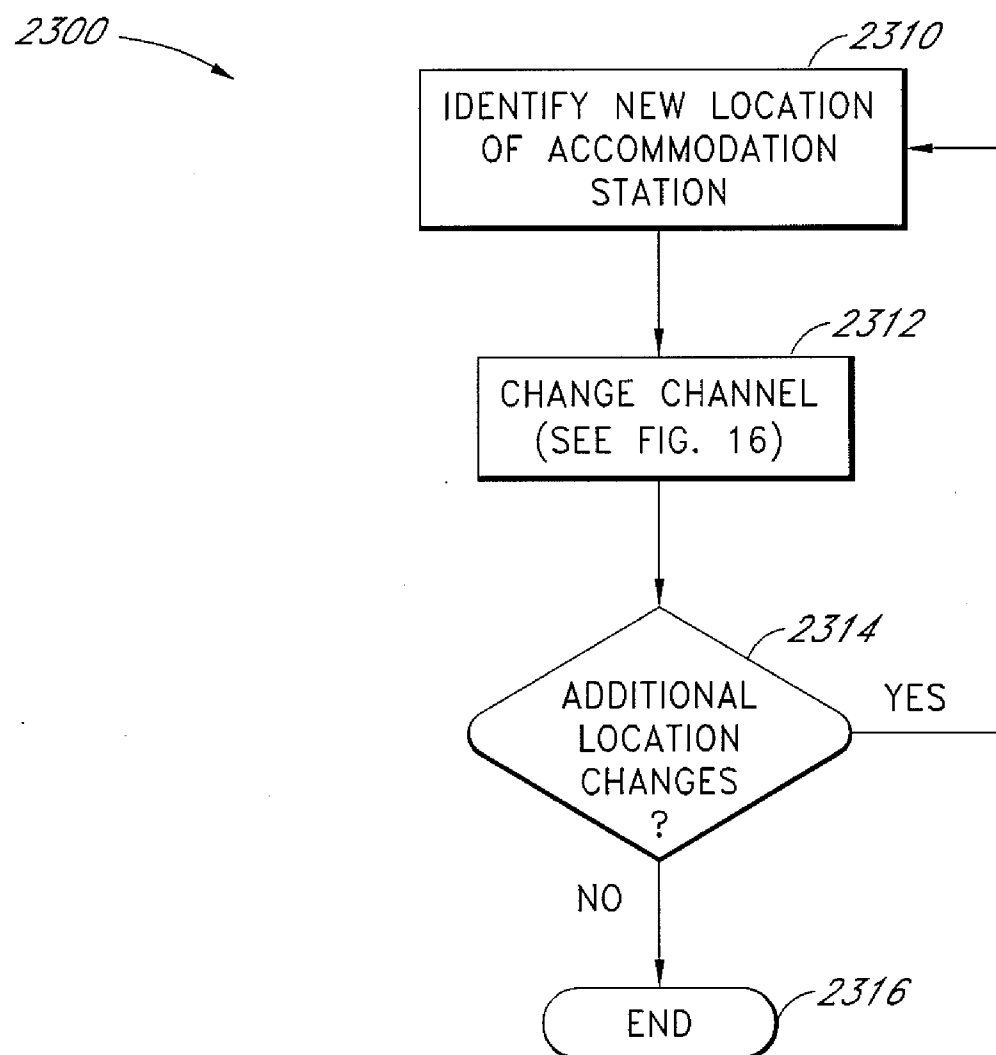 2300
2310
IDENTIFY NEW LOCATION
OF ACCOMMODATION
STATION
2312
CHANGE CHANNEL
(SEE FIG. 16)
2314
ADDITIONAL
LOCATION
CHANGES
?
YES
NO
2316
END